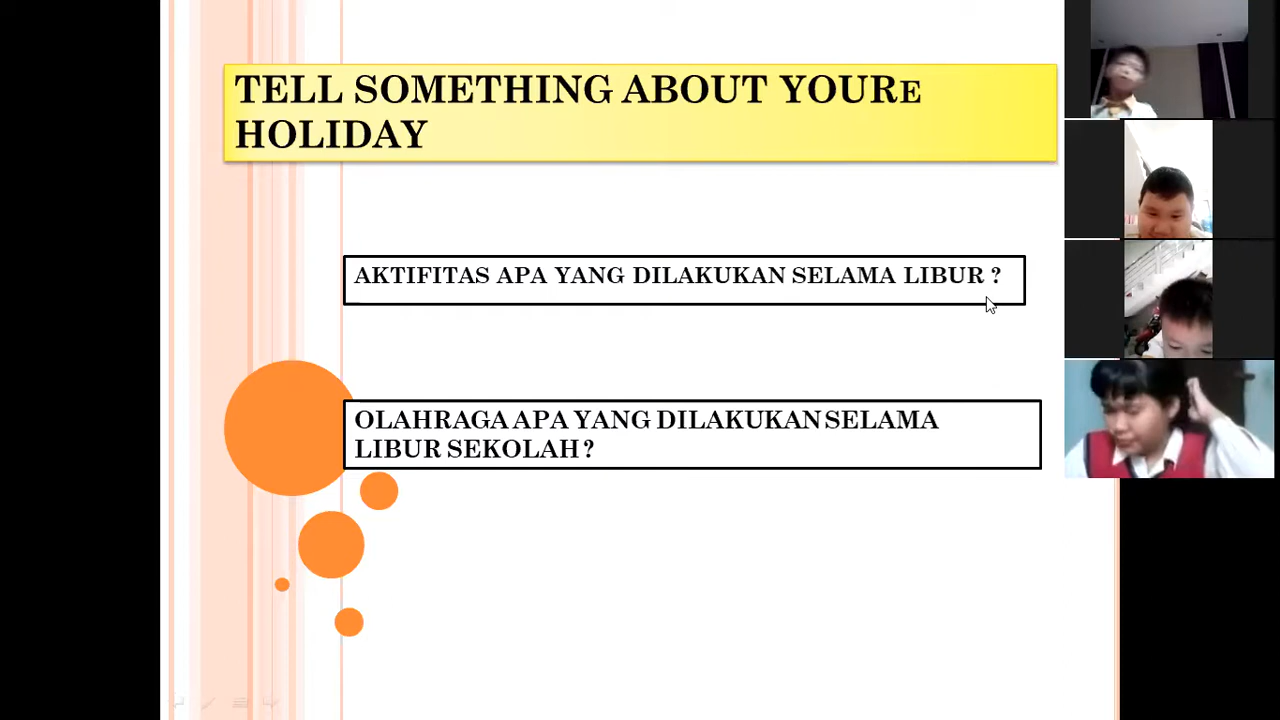 TELL SOMETHING ABOUT YOURE
HOLIDAY
AKTIFITAS APA YANG DILAKUKAN SELAMA LIBUR ?
OLAHRAGA APA YANG DILAKUKAN SELAMA
LIBUR SEKOLAH ?